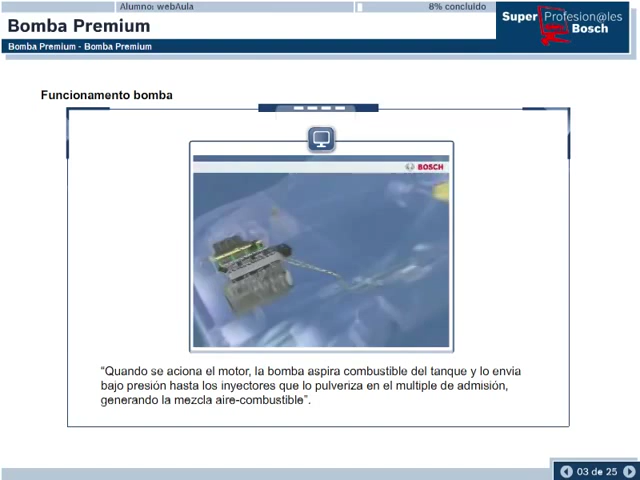 Alumno: webAula
8% concluido
Bomba Premium
Super Profesion@les
Bosch
Bomba Premium - Bomba Premium
Funcionamento bomba
BOSCH
“Quando se aciona el motor, la bomba aspira combustible del tanque y lo envia
bajo presión hasta los inyectores que lo pulveriza en el multiple de admisión,
generando la mezcla aire-combustible”.
03 de 25